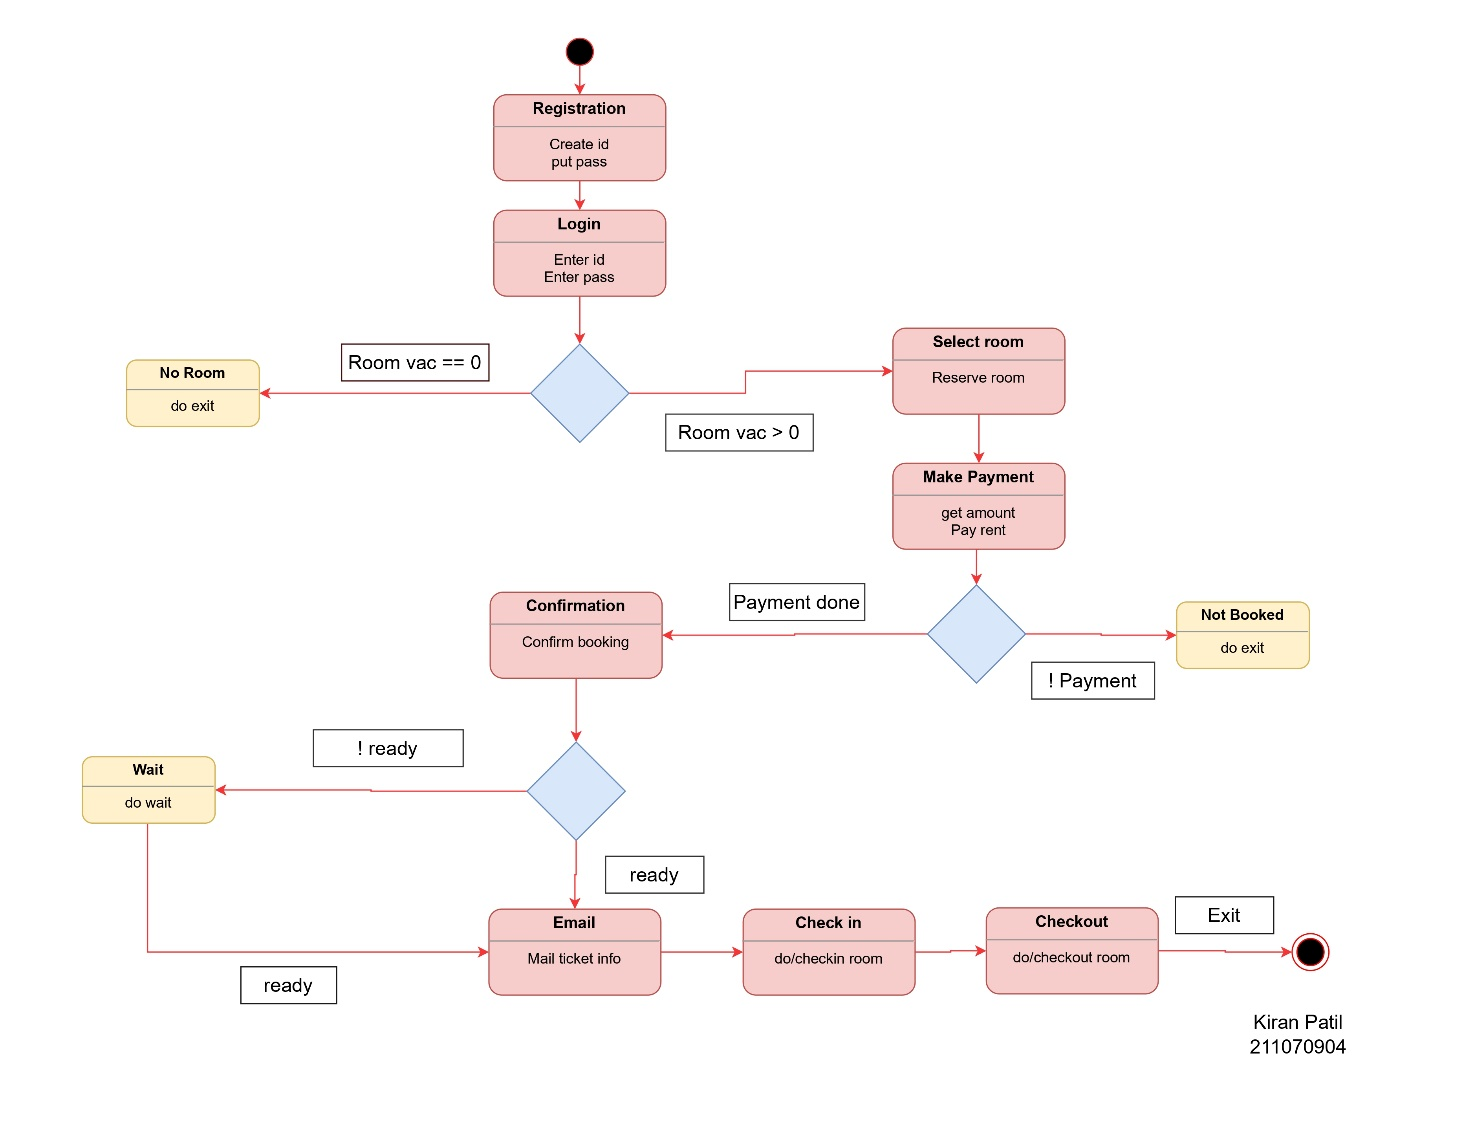 Registration
Create id
put pass
Login
Enter id
Enter pass
Room vac == 0
No Room
do exit
Room vac > 0
Select room
Reserve room
Make Payment
get amount
Pay rent
Payment done
Confirmation
Confirm booking
Not Booked
do exit
! Payment
! ready
Wait
do wait
ready
Email
Mail ticket info
Check in
do/checkin room
Checkout
do/checkout room
Exit
ready
Kiran Patil
211070904